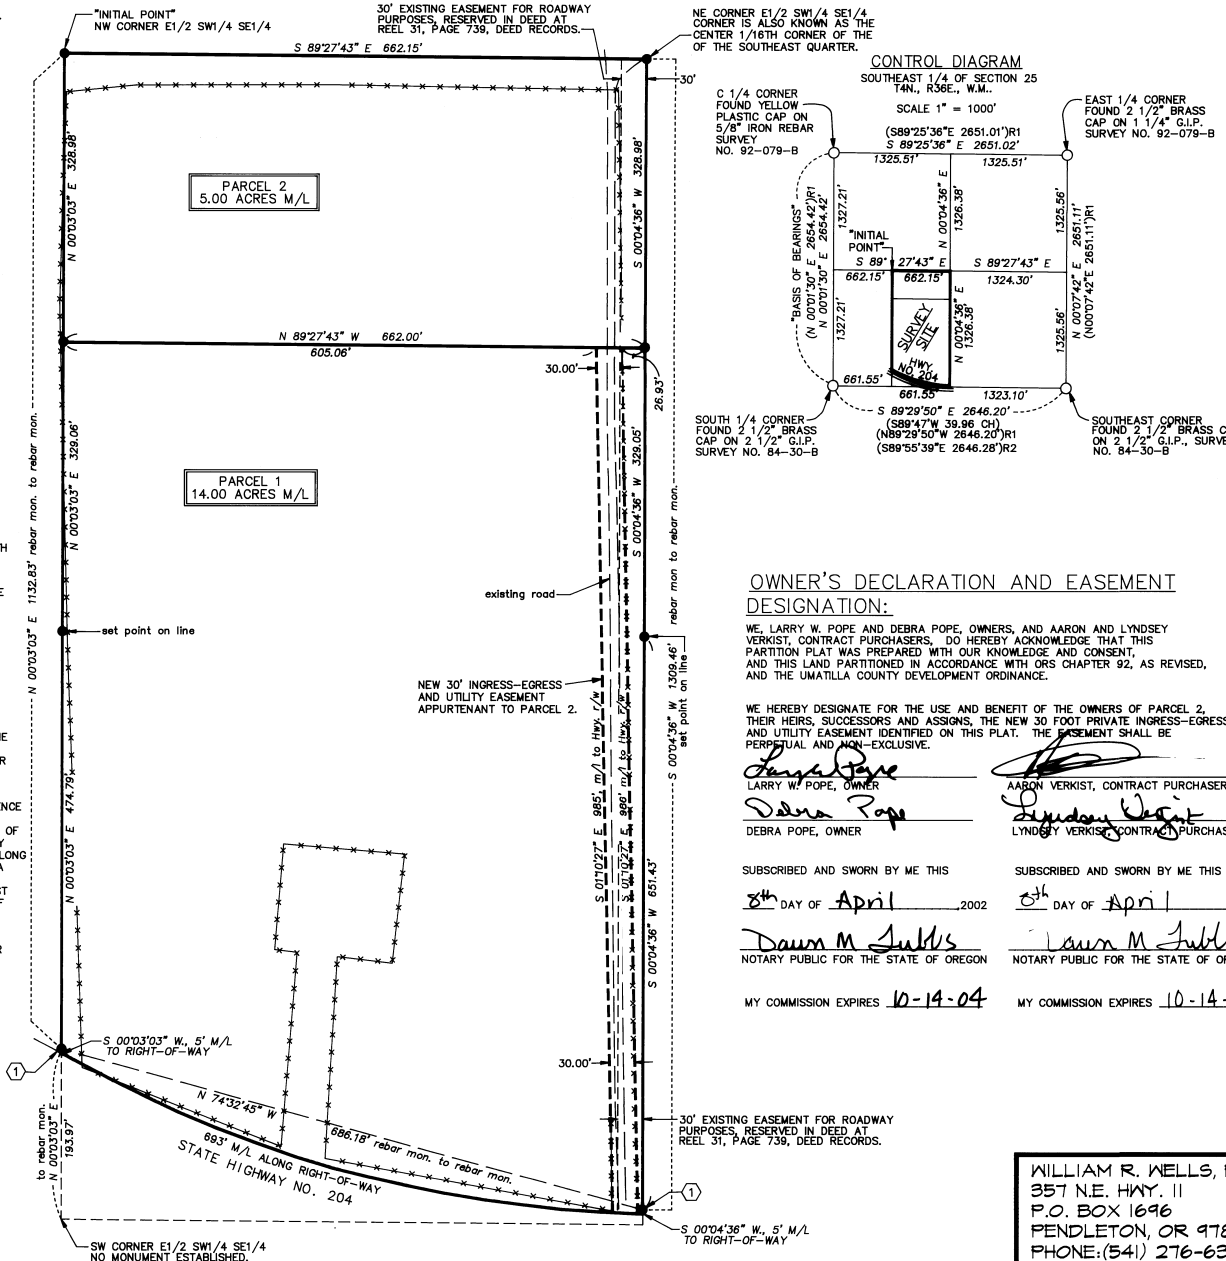 "INITIAL POINT"
NW CORNER E1/2 SW1/4 SE1/4
30' EXISTING EASEMENT FOR ROADWAY
PURPOSES, RESERVED IN DEED AT
REEL 31, PAGE 739, DEED RECORDS.
NE CORNER E1/2 SW1/4 SE1/4
CORNER IS ALSO KNOWN AS THE
CENTER 1/16TH CORNER OF THE
OF THE SOUTHEAST QUARTER.
S 89°27'43" E 662.15'
30'
N 00°03'03" E 328.98'
S 00°04'36" W 328.98'
PARCEL 2
5.00 ACRES M/L
N 89°27'43" W 662.00'
605.06'
30.00'
26.93'
N 00°03'03" E 1132.83' rebar mon. to rebar mon.
N 00°03'03" E 329.06'
S 00°04'36" W 329.05'
PARCEL 1
14.00 ACRES M/L
existing road
set point on line
set point on line
S 00°04'36" W 1309.46' rebar mon to rebar mon.
NEW 30' INGRESS-EGRESS
AND UTILITY EASEMENT
APPURTENANT TO PARCEL 2.
S 01°10'27" E 985' m/l to Hwy. r/w
S 01°10'27" E 986' m/l to Hwy. r/w
N 00°03'03" E 474.79'
S 00°04'36" W 651.43'
S 00°03'03" W., 5' M/L
TO RIGHT-OF-WAY
1
N 74°32'45" W
686.18' rebar mon. to rebar mon.
693' M/L ALONG RIGHT-OF-WAY
STATE HIGHWAY NO. 204
30.00'
to rebar mon.
N 00°03'03" E
193.97'
30' EXISTING EASEMENT FOR ROADWAY
PURPOSES, RESERVED IN DEED AT
REEL 31, PAGE 739, DEED RECORDS.
1
S 00°04'36" W., 5' M/L
TO RIGHT-OF-WAY
SW CORNER E1/2 SW1/4 SE1/4
NO MONUMENT ESTABLISHED.
TH
E
NE
R
ENCE
OF
Y
LONG
A
ST
F
R
CONTROL DIAGRAM
SOUTHEAST 1/4 OF SECTION 25
T4N., R36E., W.M..
SCALE 1" = 1000'
C 1/4 CORNER
FOUND YELLOW
PLASTIC CAP ON
5/8" IRON REBAR
SURVEY
NO. 92-079-B
EAST 1/4 CORNER
FOUND 2 1/2" BRASS
CAP ON 1 1/4" G.I.P.
SURVEY NO. 92-079-B
(S89°25'36"E 2651.01')R1
S 89°25'36" E 2651.02'
1325.51'
1325.51'
"BASIS OF BEARINGS"
(N 00°01'30" E 2654.42')R1
N 00°01'30" E 2654.42'
1327.21'
1327.21'
N 00°04'36" E
1326.38'
1325.56'
1325.56'
N 00°07'42" E 2651.11'
(N00°07'42"E 2651.11')R1
"INITIAL
POINT"
S 89° 27'43" E
S 89°27'43" E
662.15'
662.15'
1324.30'
SURVEY
SITE
N 00°04'36" E
1326.38'
HWY.
NO. 204
661.55'
661.55'
1323.10'
S 89°29'50" E 2646.20'
(S89°47'W 39.96 CH)
(N89°29'50"W 2646.20')R1
(S89°55'39"E 2646.28')R2
SOUTH 1/4 CORNER
FOUND 2 1/2" BRASS
CAP ON 2 1/2" G.I.P.
SURVEY NO. 84-30-B
SOUTHEAST CORNER
FOUND 2 1/2" BRASS C
ON 2 1/2" G.I.P., SURVE
NO. 84-30-B
OWNER'S DECLARATION AND EASEMENT
DESIGNATION:
WE, LARRY W. POPE AND DEBRA POPE, OWNERS, AND AARON AND LYNDSEY
VERKIST, CONTRACT PURCHASERS, DO HEREBY ACKNOWLEDGE THAT THIS
PARTITION PLAT WAS PREPARED WITH OUR KNOWLEDGE AND CONSENT,
AND THIS LAND PARTITIONED IN ACCORDANCE WITH ORS CHAPTER 92, AS REVISED,
AND THE UMATILLA COUNTY DEVELOPMENT ORDINANCE.
WE HEREBY DESIGNATE FOR THE USE AND BENEFIT OF THE OWNERS OF PARCEL 2,
THEIR HEIRS, SUCCESSORS AND ASSIGNS, THE NEW 30 FOOT PRIVATE INGRESS-EGRESS
AND UTILITY EASEMENT IDENTIFIED ON THIS PLAT. THE EASEMENT SHALL BE
PERPETUAL AND NON-EXCLUSIVE.
LARRY W. POPE, OWNER
AARON VERKIST, CONTRACT PURCHASER
Debra Pope
Lyndsey Verkist
DEBRA POPE, OWNER
LYNDSEY VERKIST, CONTRACT PURCHAS
SUBSCRIBED AND SWORN BY ME THIS
SUBSCRIBED AND SWORN BY ME THIS
8th DAY OF April ,2002
8th DAY OF April
Dawn M Tubbs
Dawn M Tubbs
NOTARY PUBLIC FOR THE STATE OF OREGON
NOTARY PUBLIC FOR THE STATE OF OR
MY COMMISSION EXPIRES 10-14-04
MY COMMISSION EXPIRES 10-14-
WILLIAM R. WELLS,
357 N.E. HWY. 11
P.O. BOX 1696
PENDLETON, OR 978
PHONE:(541) 276-63